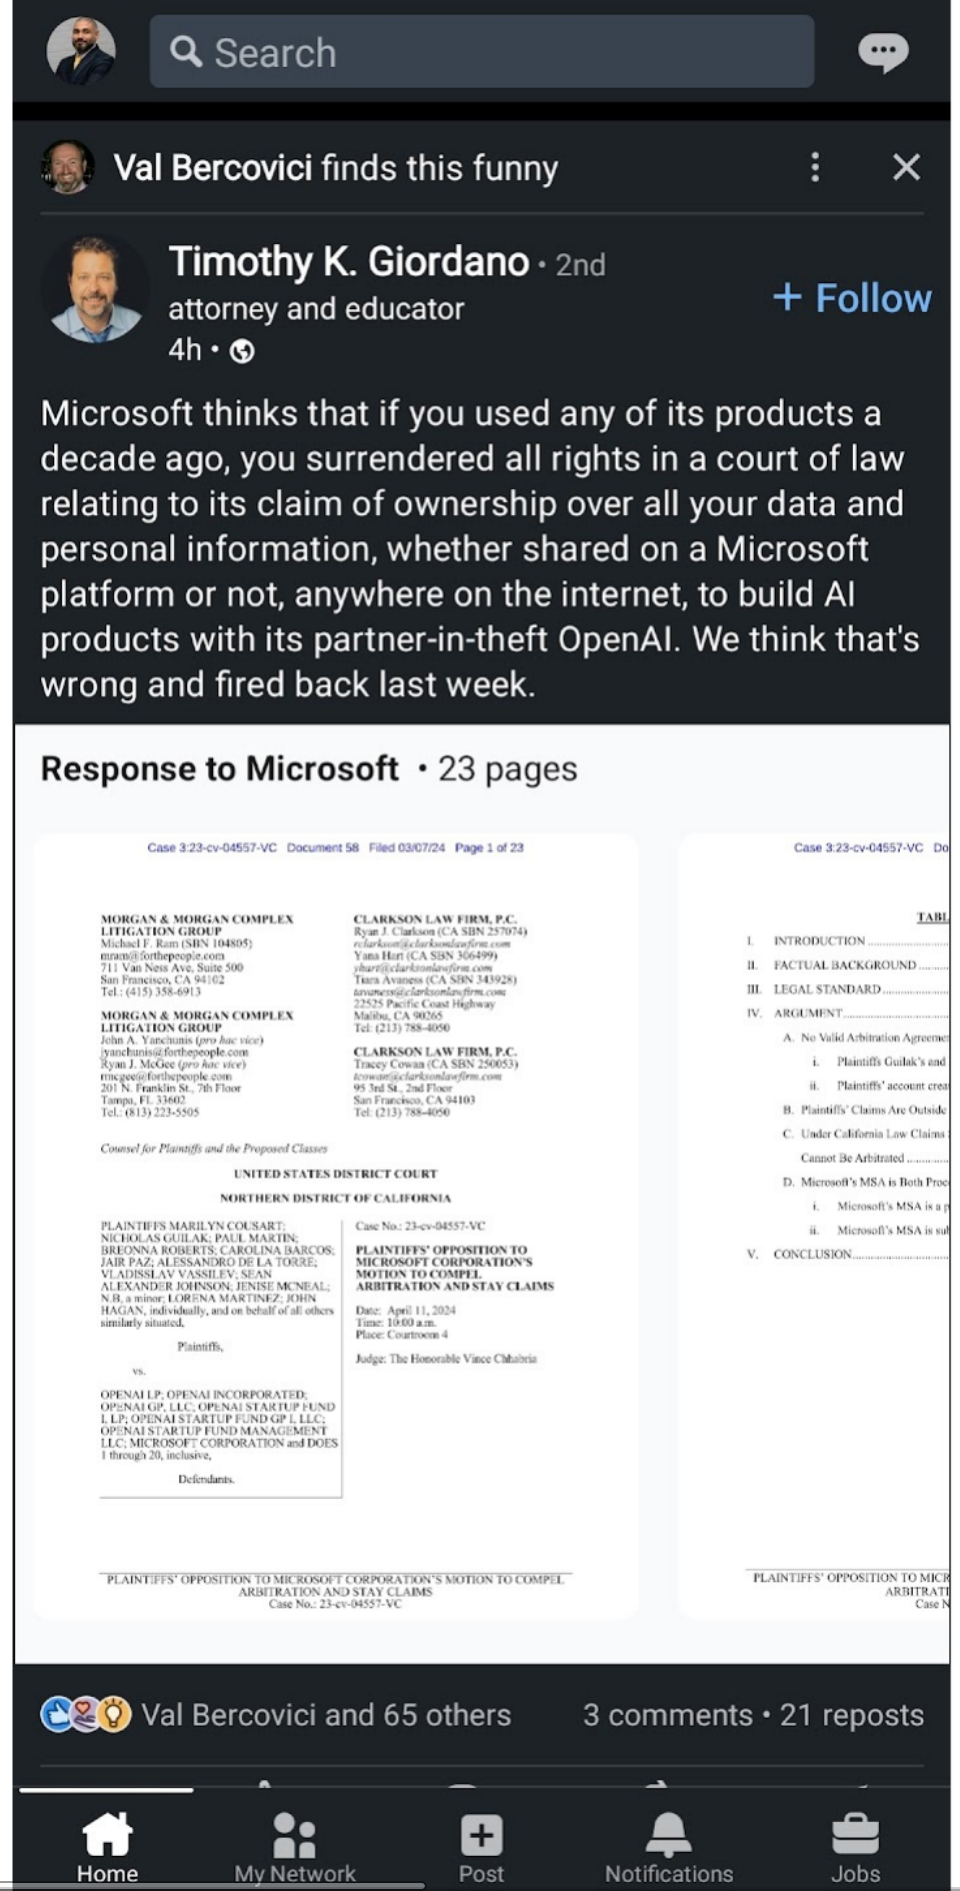 Search
Val Bercovici finds this funny
Timothy K. Giordano • 2nd
attorney and educator
+ Follow
4h •
Microsoft thinks that if you used any of its products a
decade ago, you surrendered all rights in a court of law
relating to its claim of ownership over all your data and
personal information, whether shared on a Microsoft
platform or not, anywhere on the internet, to build AI
products with its partner-in-theft OpenAI. We think that's
wrong and fired back last week.
Response to Microsoft • 23 pages
Case 3:23-cv-04557-VC Document 58 Filed 03/07/24 Page 1 of 23
MORGAN & MORGAN COMPLEX
LITIGATION GROUP
Michael F. Ram (SBN 104805)
mram@forthepeople.com
711 Van Ness Ave, Suite 500
San Francisco, CA 94102
Tel.: (415) 358-6913
MORGAN & MORGAN COMPLEX
LITIGATION GROUP
John A. Yanchunis (pro hac vice)
jyanchunis@forthepeople.com
Ryan J. McGee (pro hac vice)
rmcgee@forthepeople.com
201 N. Franklin St., 7th Floor
Tampa, FL 33602
Tel.: (813) 223-5505
CLARKSON LAW FIRM, P.C.
Ryan J. Clarkson (CA SBN 257074)
rclarkson@clarksonlawfirm.com
Yana Hart (CA SBN 306499)
yhart@clarksonlawfirm.com
Tiara Avaness (CA SBN 343928)
tavaness@clarksonlawfirm.com
22525 Pacific Coast Highway
Malibu, CA 90265
Tel: (213) 788-4050
CLARKSON LAW FIRM, P.C.
Tracey Cowan (CA SBN 250053)
tcowan@clarksonlawfirm.com
95 3rd St., 2nd Floor
San Francisco, CA 94103
Tel: (213) 788-4050
Counsel for Plaintiffs and the Proposed Classes
UNITED STATES DISTRICT COURT
NORTHERN DISTRICT OF CALIFORNIA
PLAINTIFFS MARILYN COUSART;
NICHOLAS GUILAK; PAUL MARTIN;
BREONNA ROBERTS; CAROLINA BARCOS;
JAIR PAZ; ALESSANDRO DE LA TORRE;
VLADISSLAV VASSILEV; SEAN
ALEXANDER JOHNSON; JENISE MCNEAL;
N.B, a minor; LORENA MARTINEZ; JOHN
HAGAN, individually, and on behalf of all others
similarly situated,
Plaintiffs,
vs.
OPENAI LP; OPENAI INCORPORATED;
OPENAI GP, LLC; OPENAI STARTUP FUND
I, LP; OPENAI STARTUP FUND GP I, LLC;
OPENAI STARTUP FUND MANAGEMENT
LLC; MICROSOFT CORPORATION and DOES
1 through 20, inclusive,
Defendants.
Case No.: 23-cv-04557-VC
PLAINTIFFS' OPPOSITION TO
MICROSOFT CORPORATION'S
MOTION TO COMPEL
ARBITRATION AND STAY CLAIMS
Date: April 11, 2024
Time: 10:00 a.m.
Place: Courtroom 4
Judge: The Honorable Vince Chhabria
PLAINTIFFS' OPPOSITION TO MICROSOFT CORPORATION'S MOTION TO COMPEL
ARBITRATION AND STAY CLAIMS
Case No.: 23-cv-04557-VC
Case 3:23-cv-04557-VC Do
TABL
I. INTRODUCTION
II. FACTUAL BACKGROUND
III. LEGAL STANDARD
IV. ARGUMENT
A. No Valid Arbitration Agreemen
i. Plaintiffs Guilak's and
ii. Plaintiffs' account crea
B. Plaintiffs' Claims Are Outside
C. Under California Law Claims
Cannot Be Arbitrated
D. Microsoft's MSA is Both Proc
i. Microsoft's MSA is a p
ii. Microsoft's MSA is sub
V. CONCLUSION
PLAINTIFFS' OPPOSITION TO MICR
ARBITRATI
Case N
Val Bercovici and 65 others
3 comments • 21 reposts
Home
My Network
Post
Notifications
Jobs